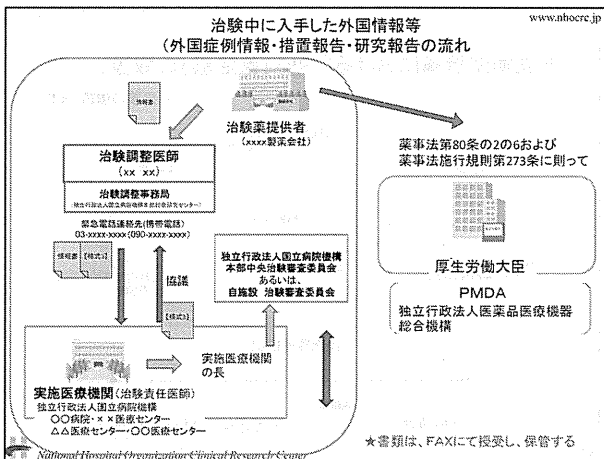 www.nhocrc.jp
治験中に入手した外国情報等
(外国症例情報・措置報告・研究報告の流れ
情報書
治験薬提供者
(xxxx製薬会社)
薬事法第80条の2の6および
薬事法施行規則第273条に則って
治験調整医師
(xx xx)
治験調整事務局
緊急電話連絡先(携帯電話)
03-xxxx-xxxx(090-xxxx-xxxx)
情報書
協議
独立行政法人国立病院機構
本部中央治験審査委員会
あるいは、
自施設 治験審査委員会
厚生労働大臣
PMDA
独立行政法人医薬品医療機器
総合機構
実施医療機関
の長
実施医療機関(治験責任医師)
独立行政法人国立病院機構
〇〇病院・××医療センター
△△医療センター・〇〇医療センター
★書類は、FAXにて授受し、保管する
National Hospital Organization Clinical Research Center